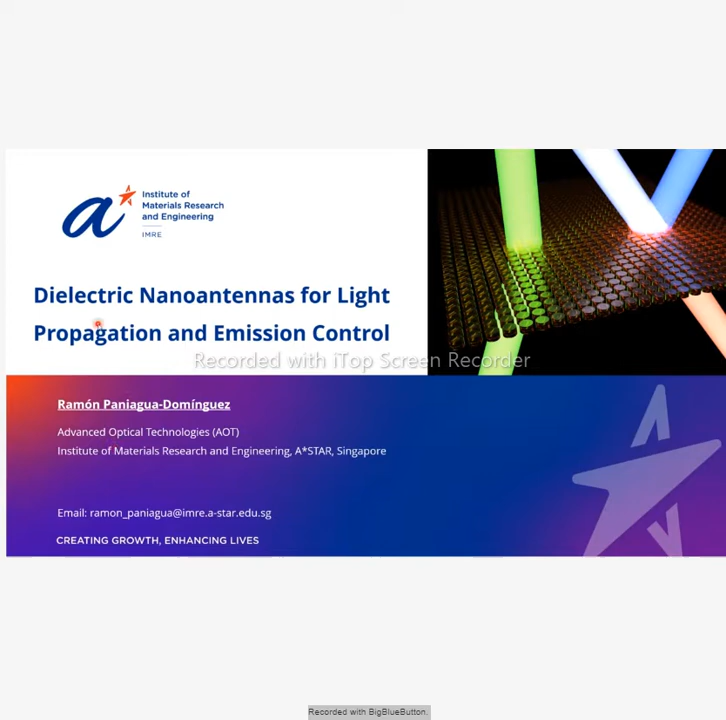 Institute of
Materials Research
and Engineering
IMRE
Dielectric Nanoantennas for Light
Propagation and Emission Control
Recorded with iTop Screen Recorder
Ramón Paniagua-Domínguez
Advanced Optical Technologies (AOT)
Institute of Materials Research and Engineering, A*STAR, Singapore
Email: ramon_paniagua@imre.a-star.edu.sg
CREATING GROWTH, ENHANCING LIVES
Recorded with BigBlueButton.